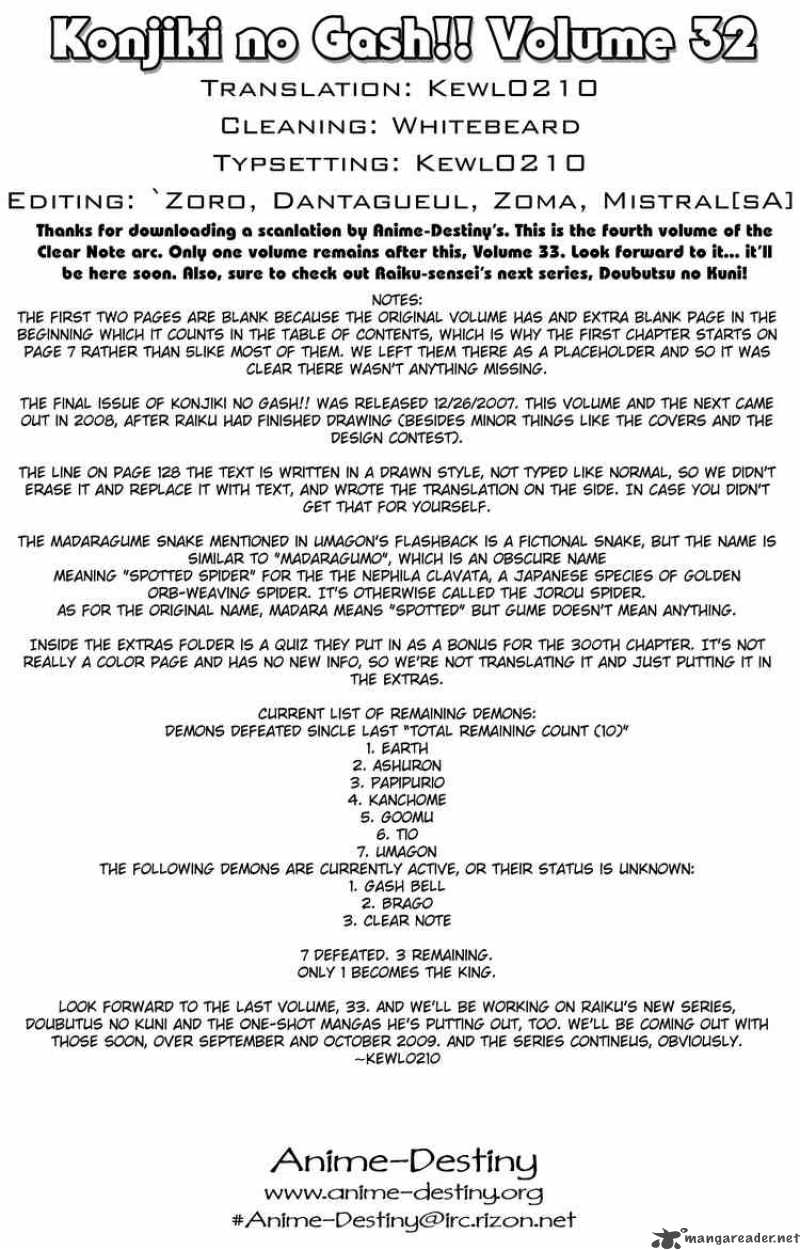 Konjiki no Gash!! Volume 32
Translation: Kewl0210
Cleaning: Whitebeard
Typsetting: Kewl0210
Editing: `Zoro, Dantagueul, Zoma, Mistral[sA]
Thanks for downloading a scanlation by Anime-Destiny's. This is the fourth volume of the
Clear Note arc. Only one volume remains after this, Volume 33. Look forward to it... it'll
be here soon. Also, sure to check out Raiku-sensei's next series, Doubutsu no Kuni!
NOTES:
THE FIRST TWO PAGES ARE BLANK BECAUSE THE ORIGINAL VOLUME HAS AND EXTRA BLANK PAGE IN THE
BEGINNING WHICH IT COUNTS IN THE TABLE OF CONTENTS, WHICH IS WHY THE FIRST CHAPTER STARTS ON
PAGE 7 RATHER THAN 5LIKE MOST OF THEM. WE LEFT THEM THERE AS A PLACEHOLDER AND SO IT WAS
CLEAR THERE WASN'T ANYTHING MISSING.
THE FINAL ISSUE OF KONJIKI NO GASH!! WAS RELEASED 12/26/2007. THIS VOLUME AND THE NEXT CAME
OUT IN 2008, AFTER RAIKU HAD FINISHED DRAWING (BESIDES MINOR THINGS LIKE THE COVERS AND THE
DESIGN CONTEST).
THE LINE ON PAGE 128 THE TEXT IS WRITTEN IN A DRAWN STYLE, NOT TYPED LIKE NORMAL, SO WE DIDN'T
ERASE IT AND REPLACE IT WITH TEXT, AND WROTE THE TRANSLATION ON THE SIDE. IN CASE YOU DIDN'T
GET THAT FOR YOURSELF.
THE MADARAGUME SNAKE MENTIONED IN UMAGON'S FLASHBACK IS A FICTIONAL SNAKE, BUT THE NAME IS
SIMILAR TO "MADARAGUMO", WHICH IS AN OBSCURE NAME
MEANING "SPOTTED SPIDER" FOR THE THE NEPHILA CLAVATA, A JAPANESE SPECIES OF GOLDEN
ORB-WEAVING SPIDER. IT'S OTHERWISE CALLED THE JOROU SPIDER.
AS FOR THE ORIGINAL NAME, MADARA MEANS "SPOTTED" BUT GUME DOESN'T MEAN ANYTHING.
INSIDE THE EXTRAS FOLDER IS A QUIZ THEY PUT IN AS A BONUS FOR THE 300TH CHAPTER. IT'S NOT
REALLY A COLOR PAGE AND HAS NO NEW INFO, SO WE'RE NOT TRANSLATING IT AND JUST PUTTING IT IN
THE EXTRAS.
CURRENT LIST OF REMAINING DEMONS:
DEMONS DEFEATED SINCLE LAST "TOTAL REMAINING COUNT (10)"
1. EARTH
2. ASHURON
3. PAPIPURIO
4. KANCHOME
5. GOOMU
6. TIO
7. UMAGON
THE FOLLOWING DEMONS ARE CURRENTLY ACTIVE, OR THEIR STATUS IS UNKNOWN:
1. GASH BELL
2. BRAGO
3. CLEAR NOTE
7 DEFEATED. 3 REMAINING.
ONLY 1 BECOMES THE KING.
LOOK FORWARD TO THE LAST VOLUME, 33. AND WE'LL BE WORKING ON RAIKU'S NEW SERIES,
DOUBUTUS NO KUNI AND THE ONE-SHOT MANGAS HE'S PUTTING OUT, TOO. WE'LL BE COMING OUT WITH
THOSE SOON, OVER SEPTEMBER AND OCTOBER 2009. AND THE SERIES CONTINEUS, OBVIOUSLY.
~KEWL0210
Anime-Destiny
www.anime-destiny.org
#Anime-Destiny@irc.rizon.net
mangareader.net